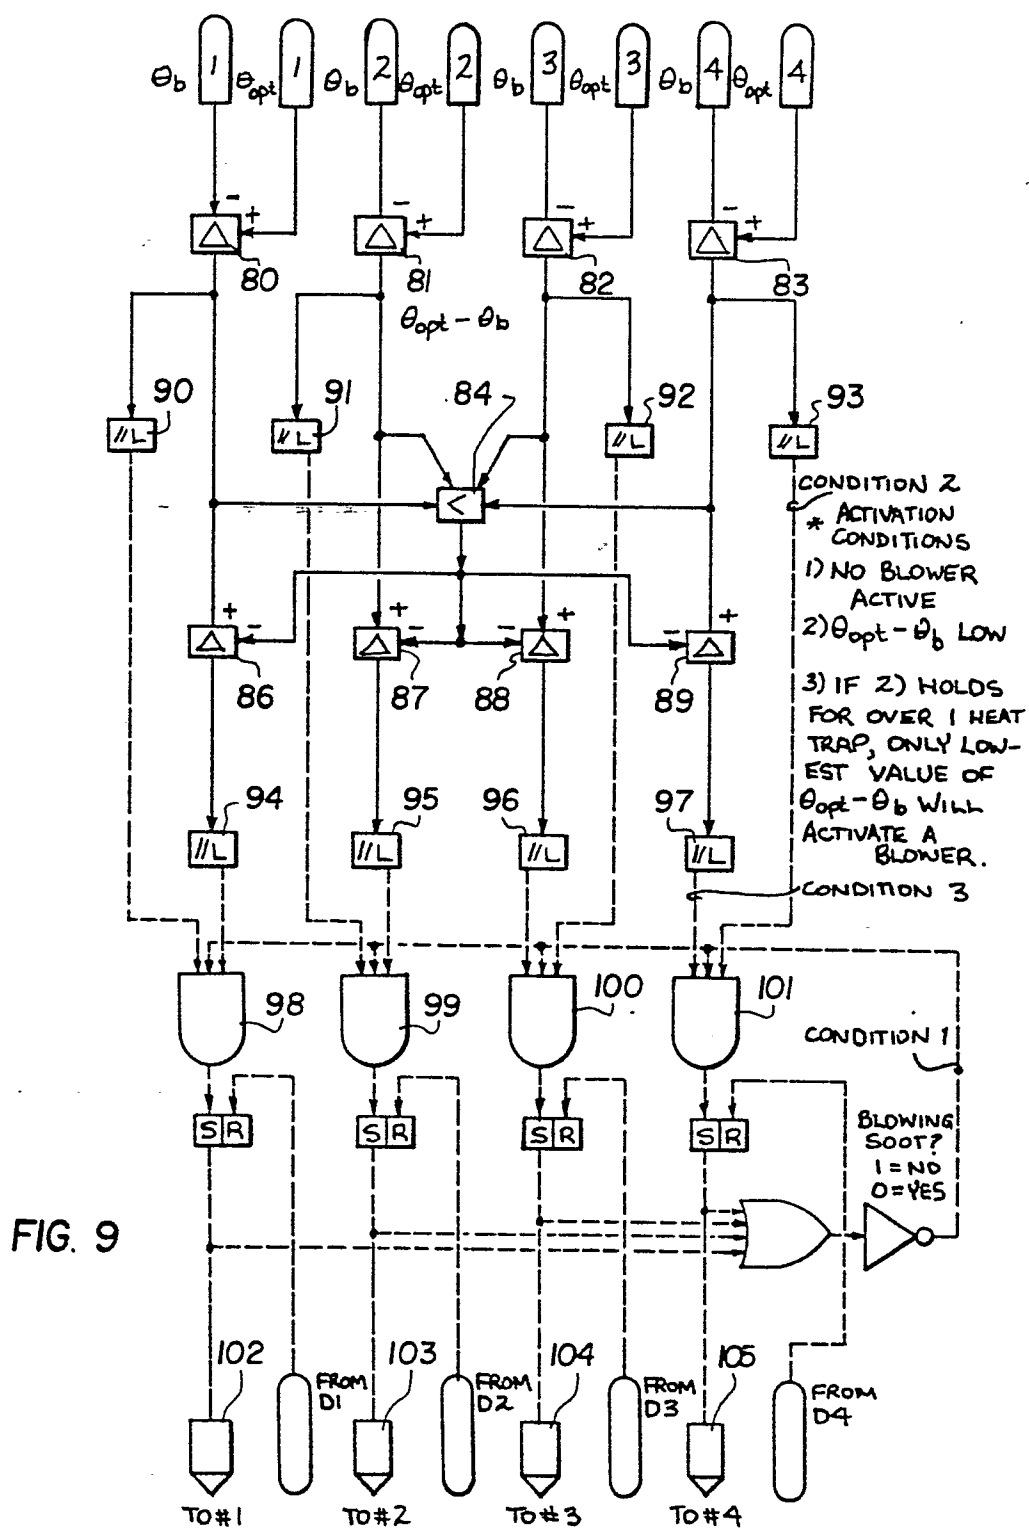 1 1 2 2 3 3 4 4
θb θopt θb θopt θb θopt θb θopt
- + - + - + - +
80 81 82 83
θopt - θb
90 91 84 92 93
//L //L //L //L
<
CONDITION 2
* ACTIVATION
CONDITIONS
1) NO BLOWER
ACTIVE
2) θopt - θb LOW
3) IF 2) HOLDS
FOR OVER 1 HEAT
TRAP, ONLY LOW-
EST VALUE OF
θopt - θb WILL
ACTIVATE A
BLOWER.
+ - + - - + - +
86 87 88 89
94 95 96 97
//L //L //L //L
CONDITION 3
98 99 100 101
CONDITION 1
S R S R S R S R
BLOWING
SOOT?
1 = NO
0 = YES
FIG. 9
102 103 104 105
FROM
D1
FROM
D2
FROM
D3
FROM
D4
TO #1 TO #2 TO #3 TO #4